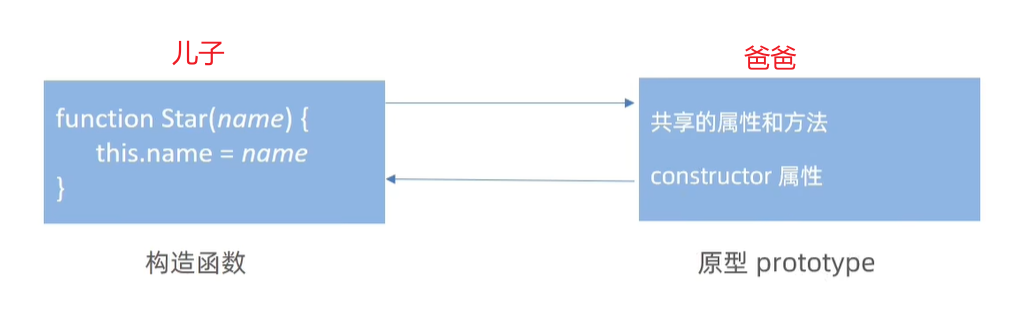 儿子
爸爸
function Star(name) {
this.name = name
}
共享的属性和方法
constructor 属性
构造函数
原型 prototype